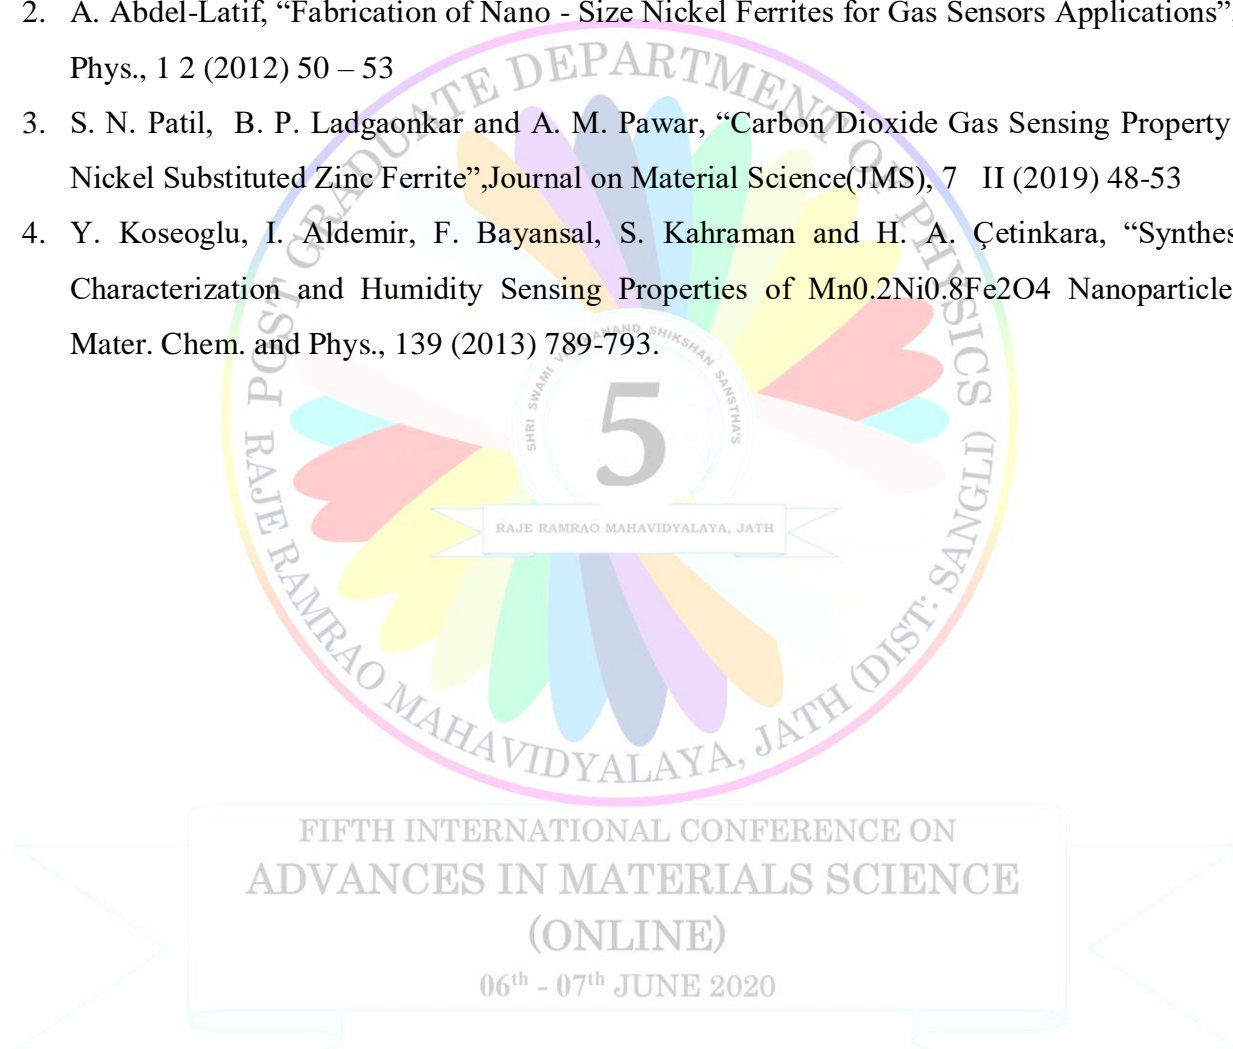 2. A. Abdel-Latif, “Fabrication of Nano - Size Nickel Ferrites for Gas Sensors Applications”,
Phys., 1 2 (2012) 50 – 53
3. S. N. Patil, B. P. Ladgaonkar and A. M. Pawar, “Carbon Dioxide Gas Sensing Property
Nickel Substituted Zinc Ferrite”,Journal on Material Science(JMS), 7 II (2019) 48-53
4. Y. Koseoglu, I. Aldemir, F. Bayansal, S. Kahraman and H. A. Çetinkara, “Synthes
Characterization and Humidity Sensing Properties of Mn0.2Ni0.8Fe2O4 Nanoparticle
Mater. Chem. and Phys., 139 (2013) 789-793.
POST GRADUATE DEPARTMENT OF PHYSICS
RAJE RAMRAO MAHAVIDYALAYA, JATH (DIST: SANGLI)
SHRI SWAMI SHIKSHAN SANSTHA'S
5
RAJE RAMRAO MAHAVIDYALAYA, JATH
FIFTH INTERNATIONAL CONFERENCE ON
ADVANCES IN MATERIALS SCIENCE
(ONLINE)
06th - 07th JUNE 2020